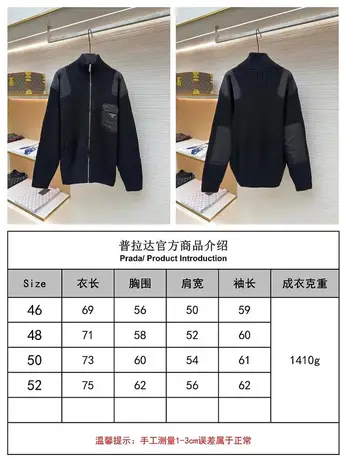 普拉达官方商品介绍
Prada/ Product Introduction
Size 衣长 胸围 肩宽 袖长 成衣克重
46 69 56 50 59
48 71 58 52 60
50 73 60 54 61 1410g
52 75 62 56 62
温馨提示：手工测量1-3cm误差属于正常